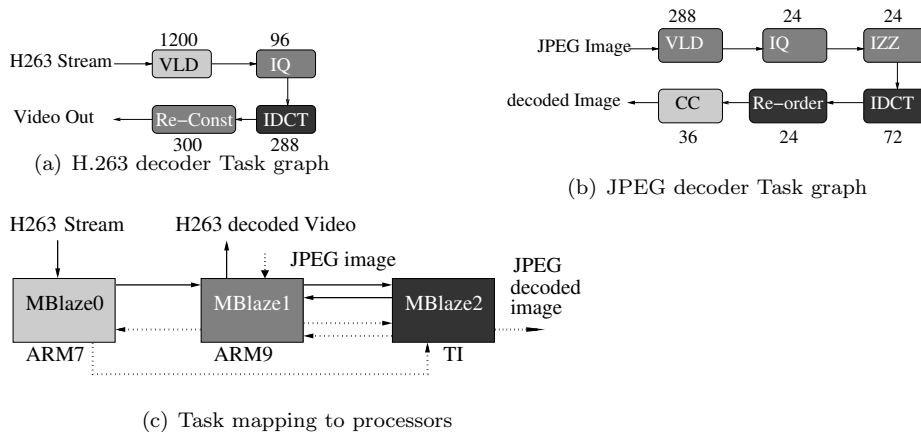 1200 96
H263 Stream VLD IQ
Video Out Re-Const IDCT
300 288
(a) H.263 decoder Task graph
288 24 24
JPEG Image VLD IQ IZZ
decoded Image CC Re-order IDCT
36 24 72
(b) JPEG decoder Task graph
H263 Stream H263 decoded Video
JPEG image
JPEG
decoded
image
MBlaze0 MBlaze1 MBlaze2
ARM7 ARM9 TI
(c) Task mapping to processors